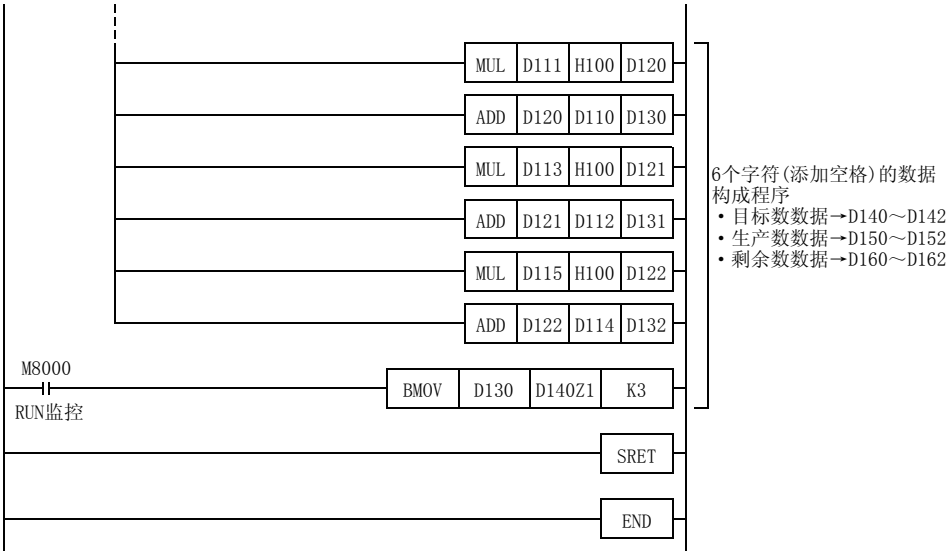 MUL D111 H100 D120
ADD D120 D110 D130
MUL D113 H100 D121
ADD D121 D112 D131
MUL D115 H100 D122
ADD D122 D114 D132
6个字符(添加空格)的数据
构成程序
・目标数数据→D140～D142
・生产数数据→D150～D152
・剩余数数据→D160～D162
M8000
RUN监控
BMOV D130 D140Z1 K3
SRET
END